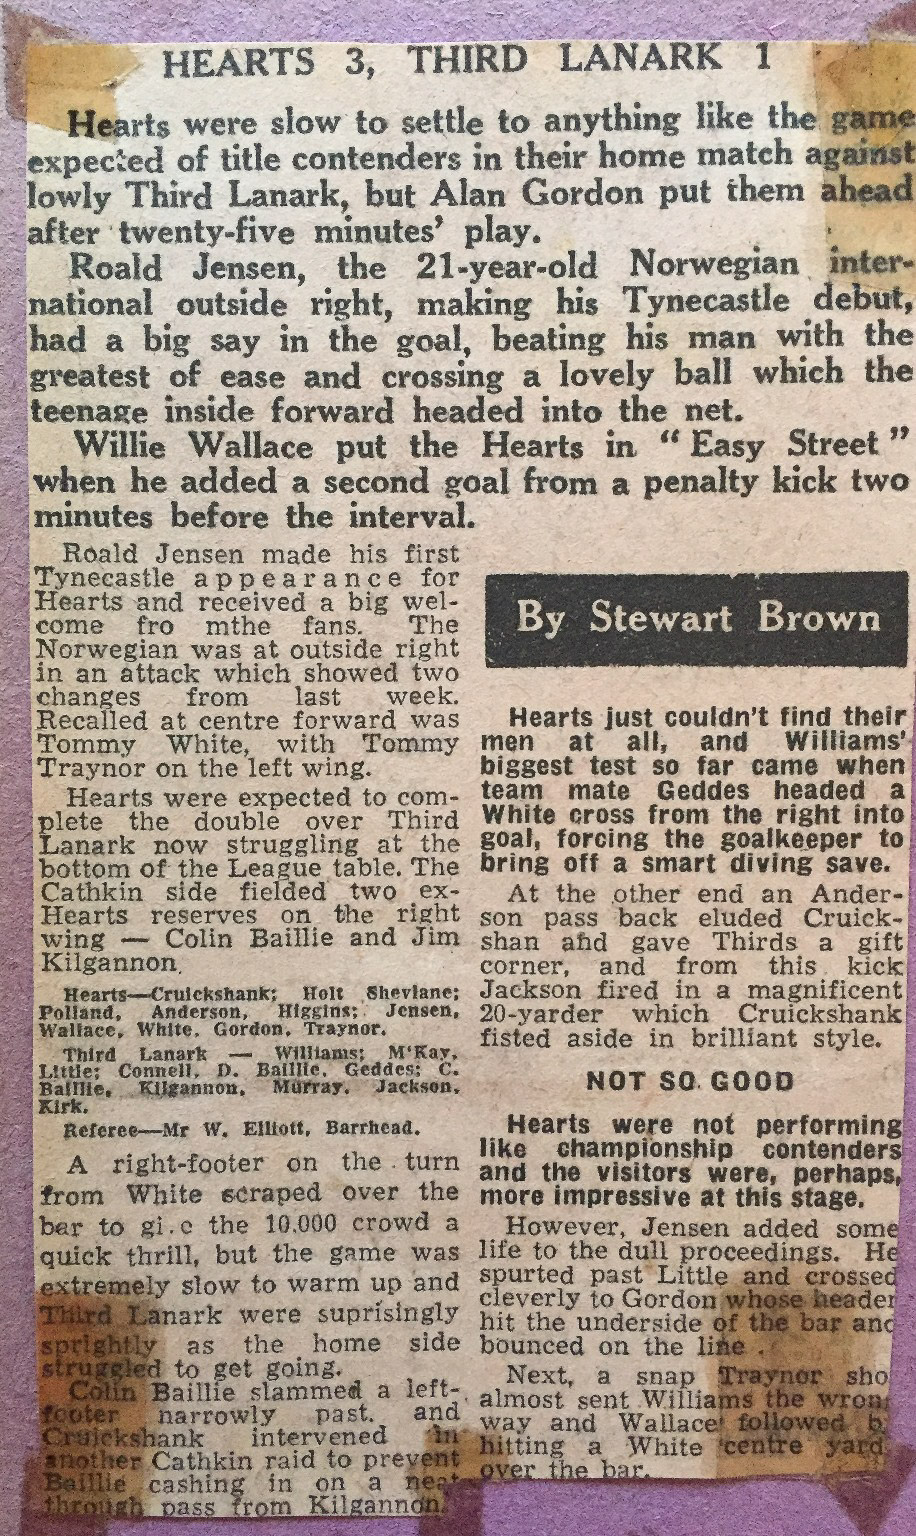 HEARTS 3, THIRD LANARK 1
Hearts were slow to settle to anything like the game
expected of title contenders in their home match against
lowly Third Lanark, but Alan Gordon put them ahead
after twenty-five minutes' play.
Roald Jensen, the 21-year-old Norwegian inter-
national outside right, making his Tynecastle debut,
had a big say in the goal, beating his man with the
greatest of ease and crossing a lovely ball which the
teenage inside forward headed into the net.
Willie Wallace put the Hearts in "Easy Street"
when he added a second goal from a penalty kick two
minutes before the interval.
Roald Jensen made his first
Tynecastle appearance for
Hearts and received a big wel-
come fro mthe fans. The
Norwegian was at outside right
in an attack which showed two
changes from last week.
Recalled at centre forward was
Tommy White, with Tommy
Traynor on the left wing.
Hearts were expected to com-
plete the double over Third
Lanark now struggling at the
bottom of the League table. The
Cathkin side fielded two ex-
Hearts reserves on the right
wing — Colin Baillie and Jim
Kilgannon.
Hearts—Cruickshank; Holt Shevlane;
Polland, Anderson, Higgins; Jensen,
Wallace, White, Gordon, Traynor.
Third Lanark — Williams; M'Kay,
Little; Connell, D. Baillie, Geddes; C.
Baillie, Kilgannon, Murray, Jackson,
Kirk.
Referee—Mr W. Elliott, Barrhead.
A right-footer on the turn
from White scraped over the
bar to gi.e the 10,000 crowd a
quick thrill, but the game was
extremely slow to warm up and
Third Lanark were suprisingly
sprightly as the home side
struggled to get going.
Colin Baillie slammed a left-
footer narrowly past, and
Cruickshank intervened in
another Cathkin raid to prevent
Baillie cashing in on a neat
through pass from Kilgannon.
By Stewart Brown
Hearts just couldn't find their
men at all, and Williams'
biggest test so far came when
team mate Geddes headed a
White cross from the right into
goal, forcing the goalkeeper to
bring off a smart diving save.
At the other end an Ander-
son pass back eluded Cruick-
shan and gave Thirds a gift
corner, and from this kick
Jackson fired in a magnificent
20-yarder which Cruickshank
fisted aside in brilliant style.
NOT SO GOOD
Hearts were not performing
like championship contenders
and the visitors were, perhaps,
more impressive at this stage.
However, Jensen added some
life to the dull proceedings. He
spurted past Little and crossed
cleverly to Gordon whose header
hit the underside of the bar and
bounced on the line.
Next, a snap Traynor sho
almost sent Williams the wrong
way and Wallace followed b
hitting a White centre yard
over the bar.